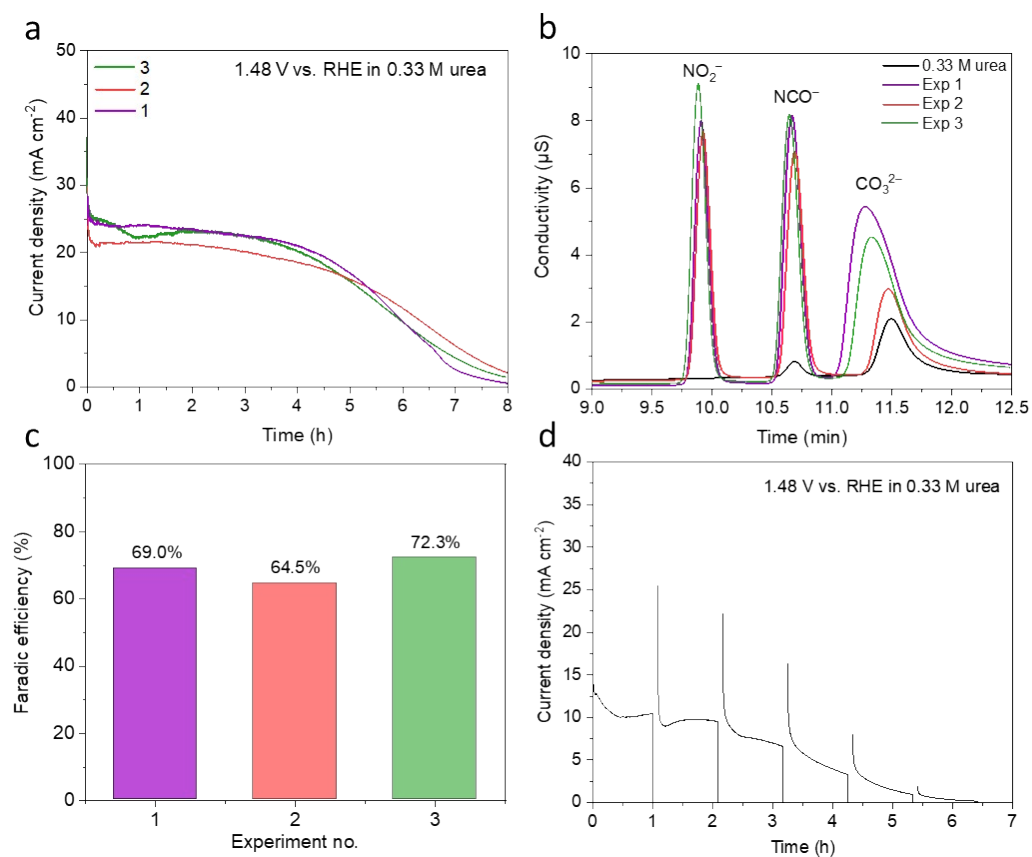 a
50
40
30
20
10
0
Current density (mA cm⁻²)
3
2
1
1.48 V vs. RHE in 0.33 M urea
0 1 2 3 4 5 6 7 8
Time (h)
b
10
8
6
4
2
0
Conductivity (µS)
NO₂⁻
NCO⁻
CO₃²⁻
0.33 M urea
Exp 1
Exp 2
Exp 3
9.0 9.5 10.0 10.5 11.0 11.5 12.0 12.5
Time (min)
c
100
80
60
40
20
0
Faradic efficiency (%)
69.0%
64.5%
72.3%
1 2 3
Experiment no.
d
40
35
30
25
20
15
10
5
0
Current density (mA cm⁻²)
1.48 V vs. RHE in 0.33 M urea
0 1 2 3 4 5 6 7
Time (h)